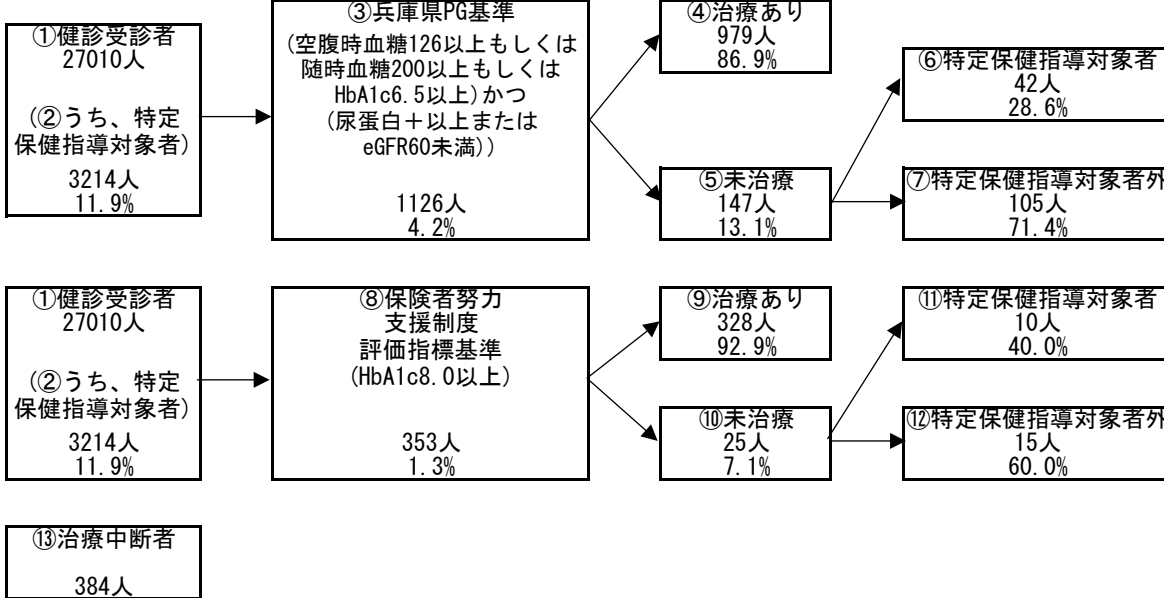 ①健診受診者
27010人
(②うち、特定
保健指導対象者)
3214人
11.9%
③兵庫県PG基準
(空腹時血糖126以上もしくは
随時血糖200以上もしくは
HbA1c6.5以上)かつ
(尿蛋白＋以上または
eGFR60未満))
1126人
4.2%
④治療あり
979人
86.9%
⑤未治療
147人
13.1%
⑥特定保健指導対象者
42人
28.6%
⑦特定保健指導対象者外
105人
71.4%
①健診受診者
27010人
(②うち、特定
保健指導対象者)
3214人
11.9%
⑧保険者努力
支援制度
評価指標基準
(HbA1c8.0以上)
353人
1.3%
⑨治療あり
328人
92.9%
⑩未治療
25人
7.1%
⑪特定保健指導対象者
10人
40.0%
⑫特定保健指導対象者外
15人
60.0%
⑬治療中断者
384人